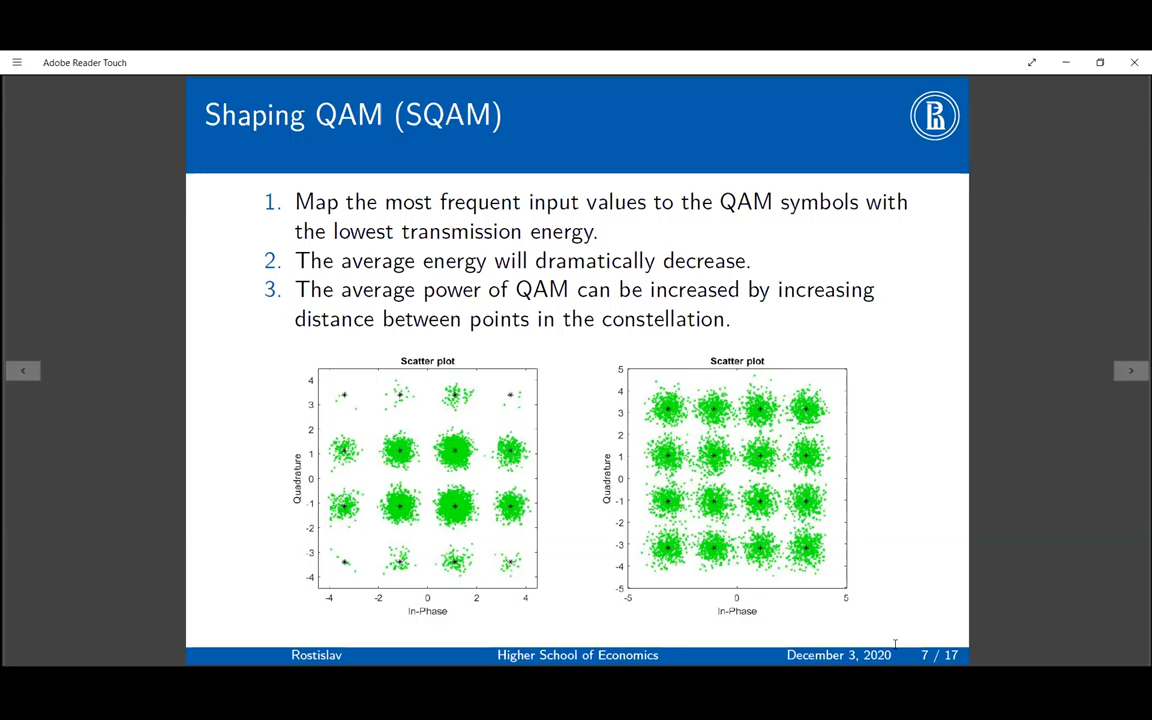 Adobe Reader Touch
Shaping QAM (SQAM)
1. Map the most frequent input values to the QAM symbols with
the lowest transmission energy.
2. The average energy will dramatically decrease.
3. The average power of QAM can be increased by increasing
distance between points in the constellation.
Scatter plot
4
3
2
1
0
-1
-2
-3
-4
Quadrature
-4 -2 0 2 4
In-Phase
Scatter plot
5
4
3
2
1
0
-1
-2
-3
-4
-5
Quadrature
-5 0 5
In-Phase
Rostislav Higher School of Economics December 3, 2020 7 / 17